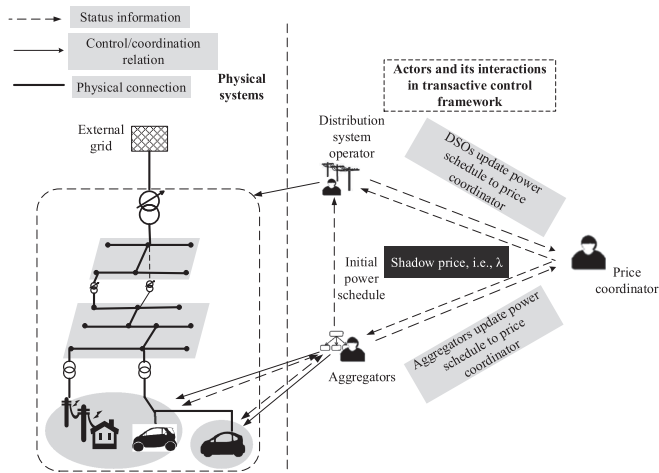 Status information
Control/coordination
relation
Physical connection
Physical
systems
External
grid
Actors and its interactions
in transactive control
framework
Distribution
system
operator
DSOs update power
schedule to price
coordinator
Initial
power
schedule
Shadow price, i.e., λ
Price
coordinator
Aggregators update power
schedule to price
coordinator
Aggregators